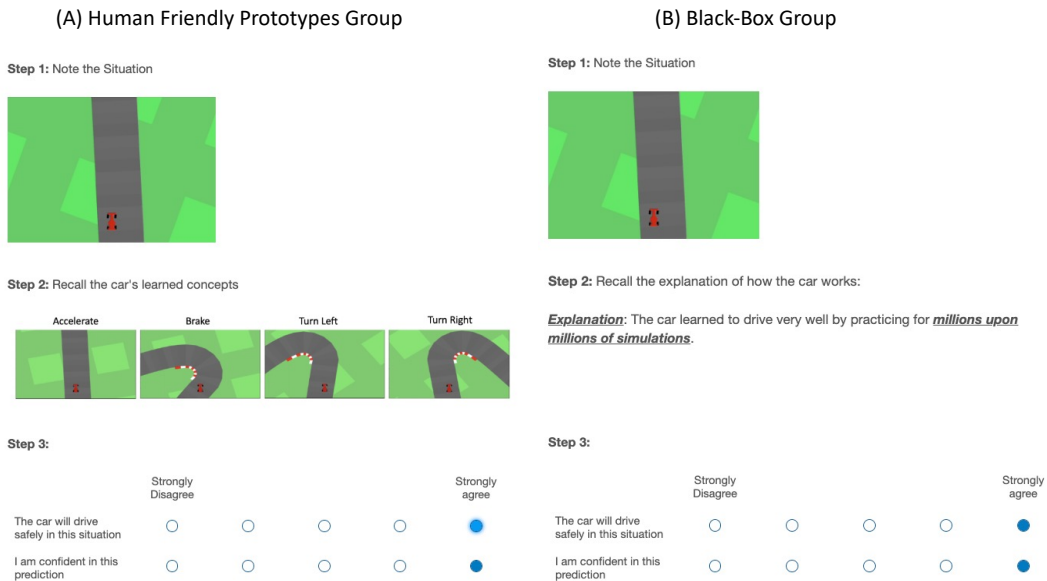 (A) Human Friendly Prototypes Group
Step 1: Note the Situation
Step 2: Recall the car's learned concepts
Accelerate
Brake
Turn Left
Turn Right
Step 3:
Strongly
Disagree
Strongly
agree
The car will drive
safely in this situation
I am confident in this
prediction
(B) Black-Box Group
Step 1: Note the Situation
Step 2: Recall the explanation of how the car works:
Explanation: The car learned to drive very well by practicing for millions upon
millions of simulations.
Step 3:
Strongly
Disagree
Strongly
agree
The car will drive
safely in this situation
I am confident in this
prediction